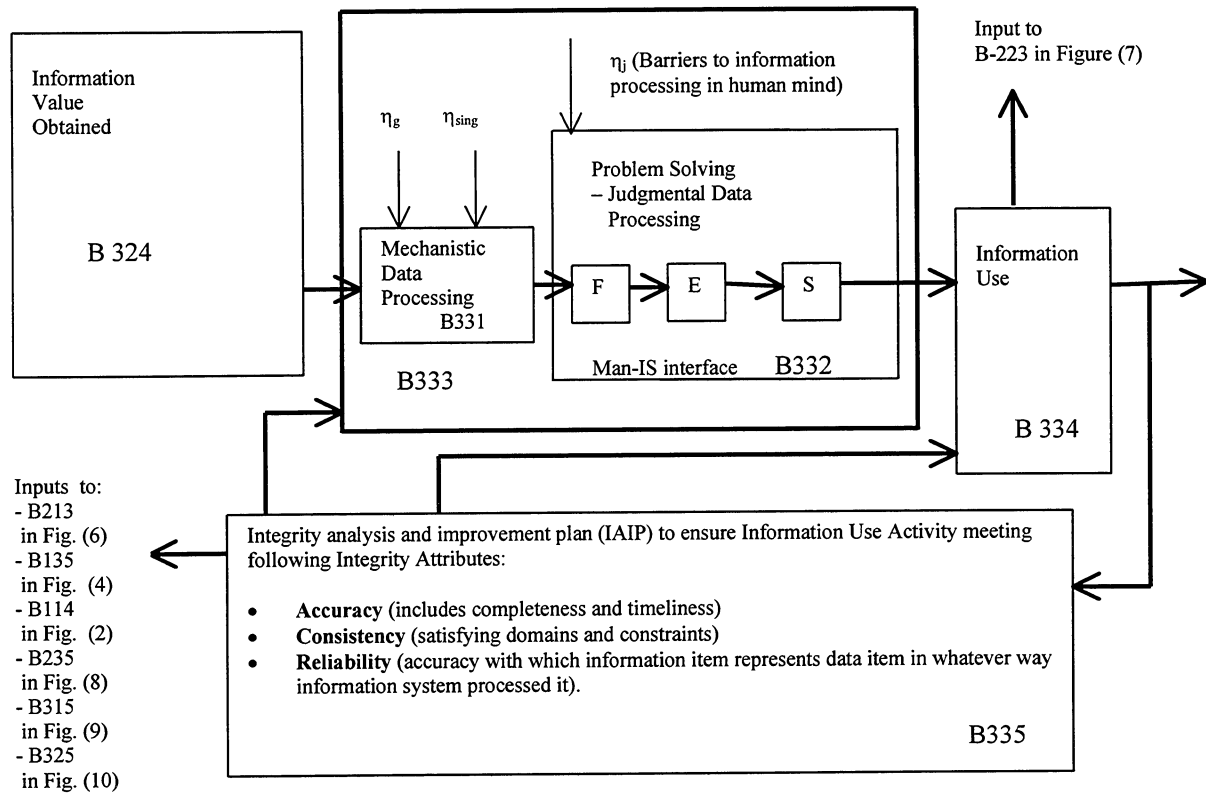 Information
Value
Obtained
B 324
η_g
η_sing
η_j (Barriers to information
processing in human mind)
Mechanistic
Data
Processing
B331
B333
Problem Solving
– Judgmental Data
Processing
F
E
S
Man-IS interface
B332
Input to
B-223 in Figure (7)
Information
Use
B 334
Inputs to:
- B213
in Fig. (6)
- B135
in Fig. (4)
- B114
in Fig. (2)
- B235
in Fig. (8)
- B315
in Fig. (9)
- B325
in Fig. (10)
Integrity analysis and improvement plan (IAIP) to ensure Information Use Activity meeting
following Integrity Attributes:
• Accuracy (includes completeness and timeliness)
• Consistency (satisfying domains and constraints)
• Reliability (accuracy with which information item represents data item in whatever way
information system processed it).
B335